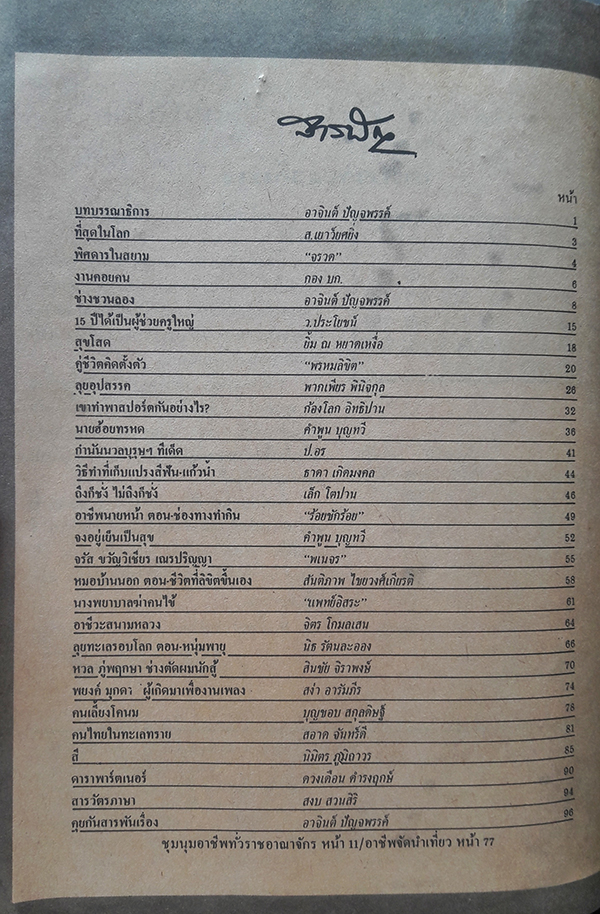 สารบัญ
หน้า
บทบรรณาธิการ อาจินต์ ปัญจพรรค์ 1
ที่สุดในโลก ส.เยาว์ยศยิ่ง 3
พิศดารในสยาม "จรวด" 4
งานคอยคน กอง บก. 6
ช่างชวนลอง อาจินต์ ปัญจพรรค์ 8
15 ปีได้เป็นผู้ช่วยครูใหญ่ ว.ประโยชน์ 15
สุขโสด ยิ้ม ณ หยาดเหงื่อ 18
คู่ชีวิตคิดตั้งตัว "พรหมลิขิต" 20
ลุยอุปสรรค พากเพียร พินิจกุล 26
เขาทำพาสปอร์ตกันอย่างไร? ก้องโลก อิทธิปาน 32
นายฮ้อยทรหด คำพูน บุญทวี 36
กำนันนวลบุรุษฯ ที่เด็ด ป.อร 41
วิธีทำที่เก็บแปรงสีฟัน-แก้วน้ำ ธาดา เกิดมงคล 44
ถึงก็ชั่ง ไม่ถึงก็ชั่ง เล็ก โตปาน 46
อาชีพนายหน้า ตอน-ช่องทางทำกิน "ร้อยชักร้อย" 49
จงอยู่เย็นเป็นสุข คำพูน บุญทวี 52
จรัส ขวัญวิเชียร เณรปริญญา "พเนจร" 55
หมอบ้านนอก ตอน-ชีวิตที่ลิขิตขึ้นเอง สันติภาพ ไชยวงศ์เกียรติ 58
นางพยาบาลฆ่าคนไข้ "แพทย์อิสระ" 61
อาชีวะสนามหลวง จิตร โกมลเสน 64
ลุยทะเลรอบโลก ตอน-หนุ่มพายุ นิธ รัตนละออง 66
หวล ภู่พฤกษา ช่างตัดผมนักสู้ สินชัย จิราพงษ์ 70
พยงค์ มุกดา ผู้เกิดมาเพื่องานเพลง สง่า อารัมภีร 74
คนเลี้ยงโคนม บุญชอบ สกุลดิษฐ์ 78
คนไทยในทะเลทราย สอาด จันทร์ดี 81
สี นิมิตร ภูมิถาวร 85
ดาราพาร์ตเนอร์ ดวงเดือน ดำรงฤกษ์ 90
สารวัตรภาษา สงบ สวนสิริ 94
คุยกันสารพันเรื่อง อาจินต์ ปัญจพรรค์ 96
ชุมนุมอาชีพทั่วราชอาณาจักร หน้า 11/อาชีพจัดนำเที่ยว หน้า 77